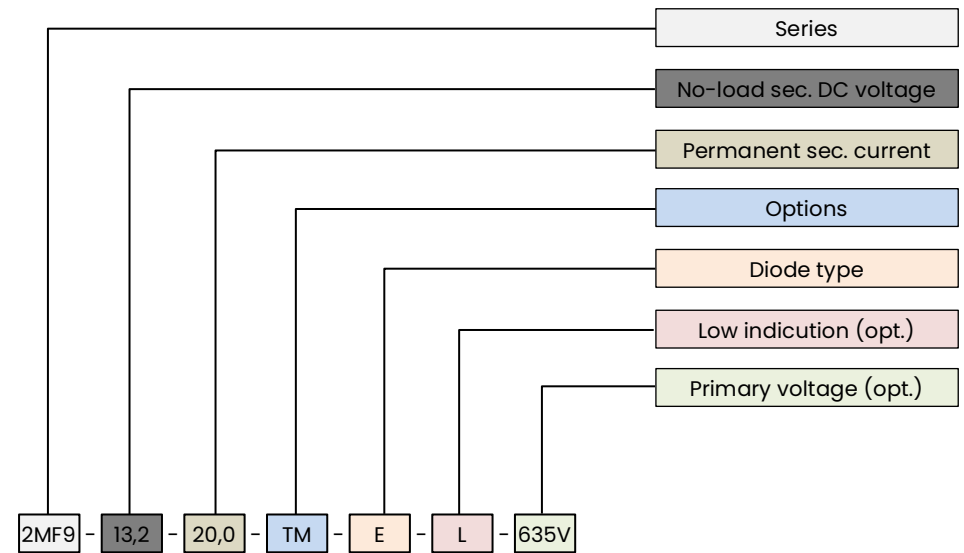 Series
No-load sec. DC voltage
Permanent sec. current
Options
Diode type
Low indicution (opt.)
Primary voltage (opt.)
2MF9 - 13,2 - 20,0 - TM - E - L - 635V